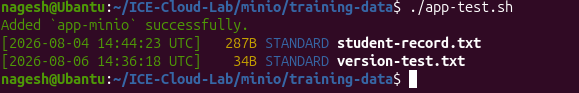 nagesh@Ubuntu:~/ICE-Cloud-Lab/minio/training-data$ ./app-test.sh
Added `app-minio` successfully.
[2026-08-04 14:44:23 UTC]   287B STANDARD student-record.txt
[2026-08-06 14:36:18 UTC]    34B STANDARD version-test.txt
nagesh@Ubuntu:~/ICE-Cloud-Lab/minio/training-data$